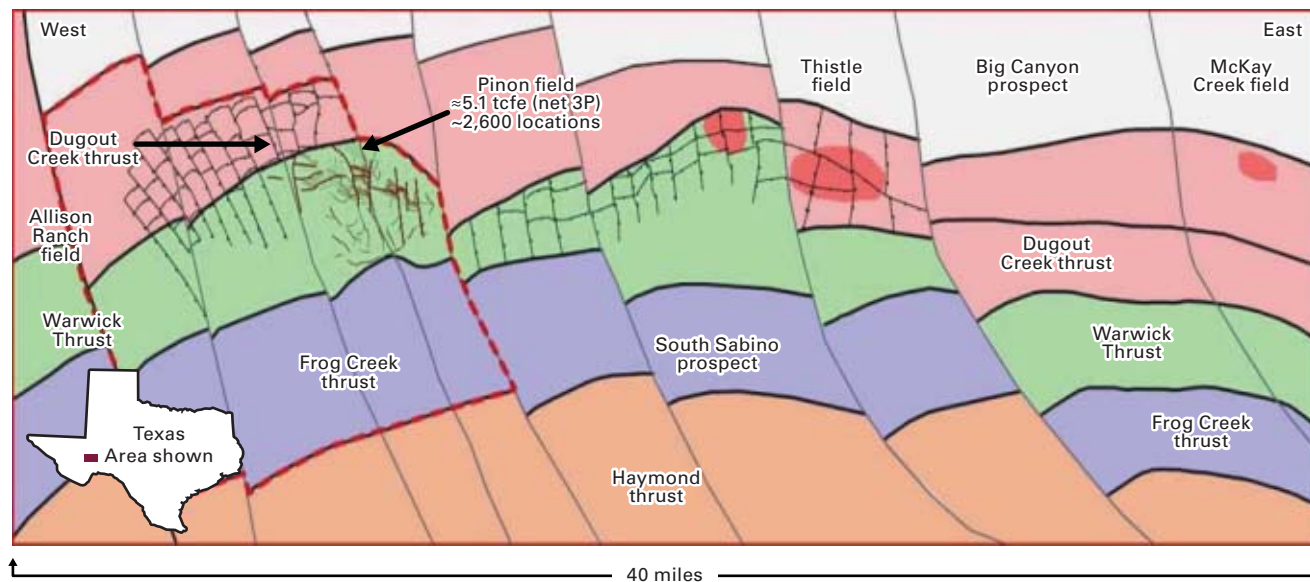 West
East
Pinon field
≈5.1 tcfe (net 3P)
~2,600 locations
Thistle
field
Big Canyon
prospect
McKay
Creek field
Dugout
Creek thrust
Allison
Ranch
field
Dugout
Creek thrust
Warwick
Thrust
Frog Creek
thrust
South Sabino
prospect
Warwick
Thrust
Frog Creek
thrust
Texas
Area shown
Haymond
thrust
40 miles